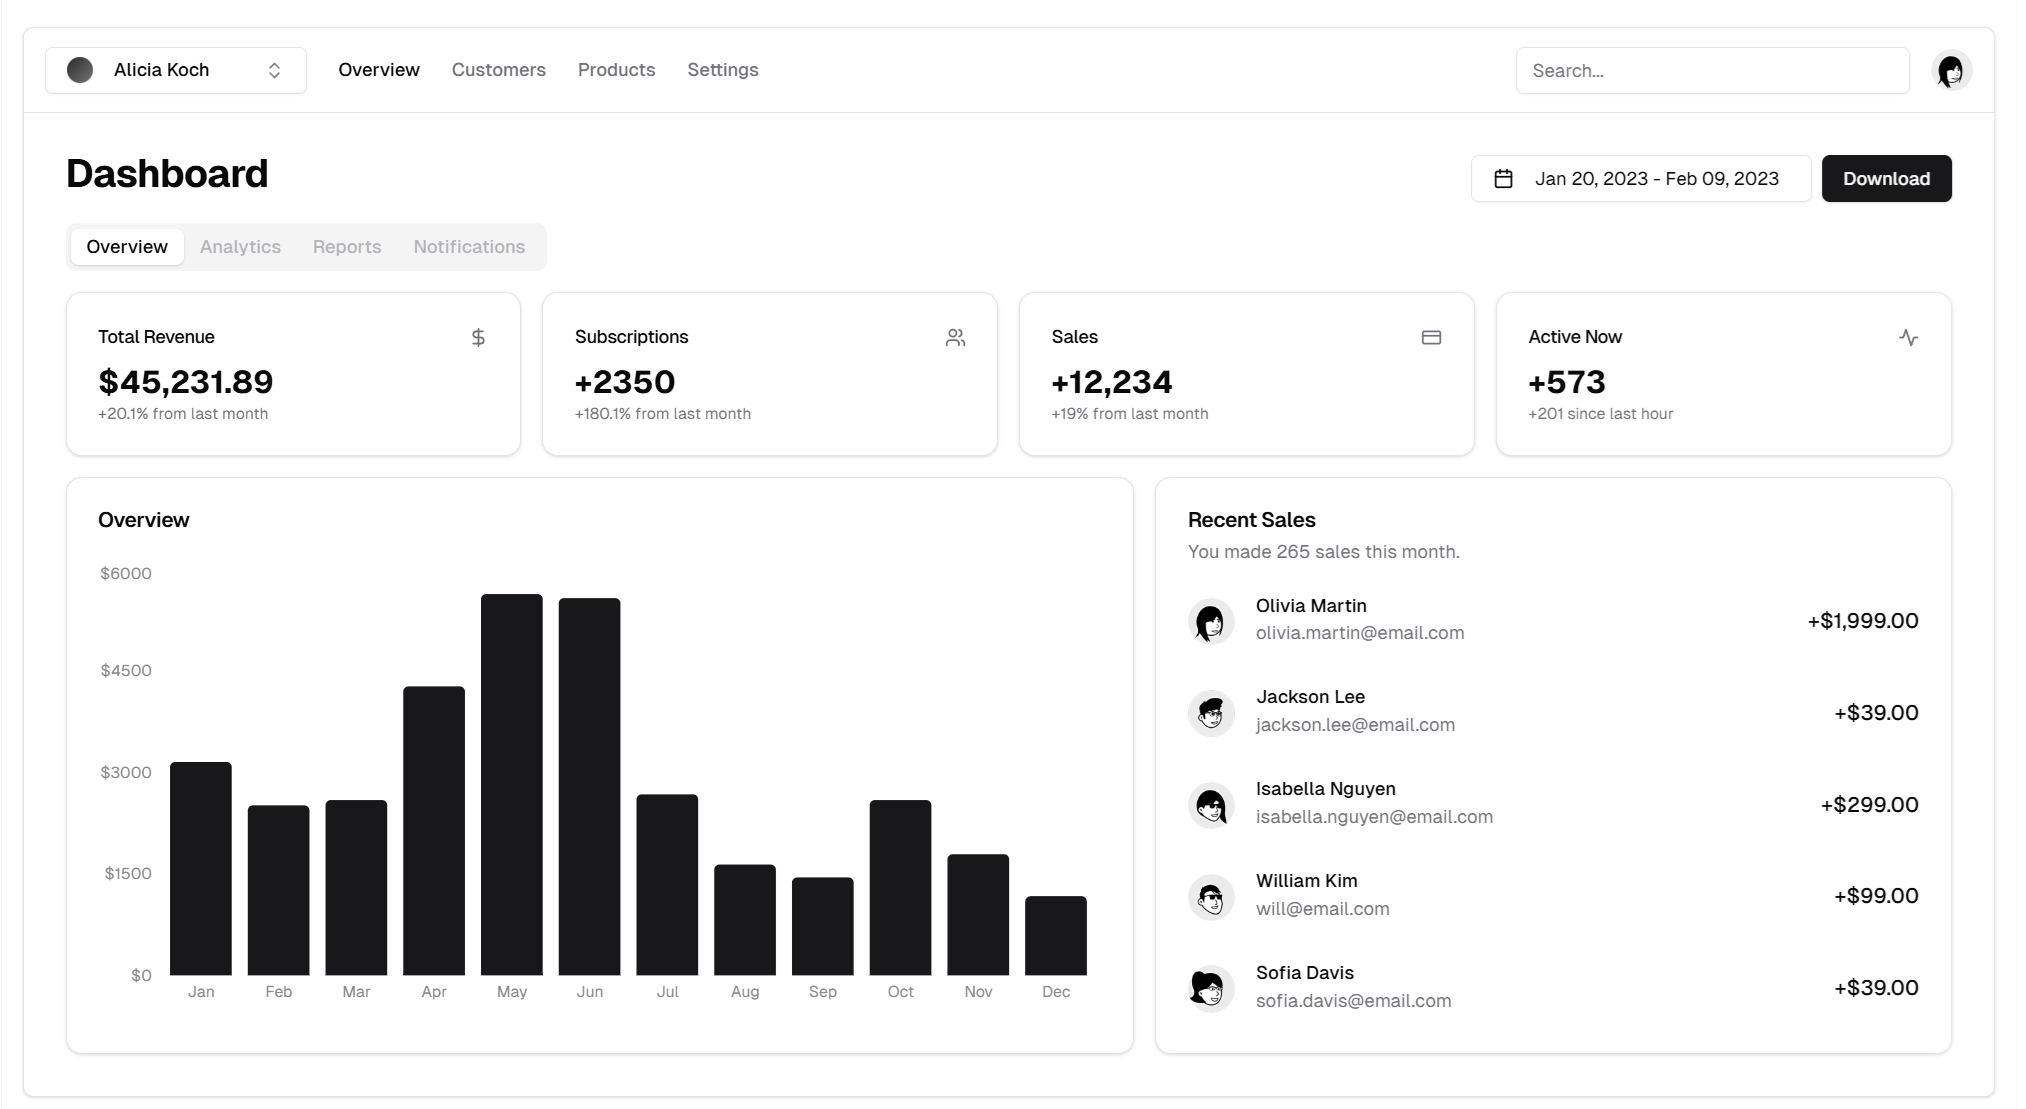 Alicia Koch
Overview Customers Products Settings
Search...
Dashboard
Jan 20, 2023 - Feb 09, 2023
Download
Overview Analytics Reports Notifications
Total Revenue
$45,231.89
+20.1% from last month
Subscriptions
+2350
+180.1% from last month
Sales
+12,234
+19% from last month
Active Now
+573
+201 since last hour
Overview
$6000
$4500
$3000
$1500
$0
Jan Feb Mar Apr May Jun Jul Aug Sep Oct Nov Dec
Recent Sales
You made 265 sales this month.
Olivia Martin
olivia.martin@email.com
+$1,999.00
Jackson Lee
jackson.lee@email.com
+$39.00
Isabella Nguyen
isabella.nguyen@email.com
+$299.00
William Kim
will@email.com
+$99.00
Sofia Davis
sofia.davis@email.com
+$39.00